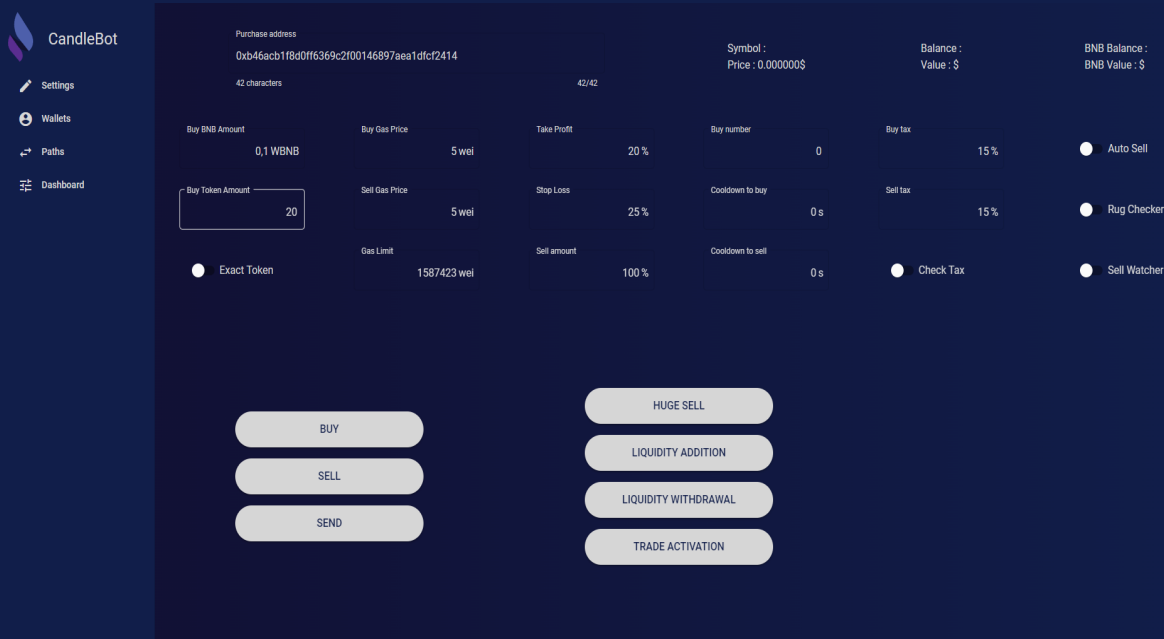 CandleBot
Settings
Wallets
Paths
Dashboard
Purchase address
0xb46acb1f8d0ff6369c2f00146897aea1dfcf2414
42 characters 42/42
Symbol :
Price : 0.000000$
Balance :
Value : $
BNB Balance :
BNB Value : $
Buy BNB Amount
0,1 WBNB
Buy Gas Price
5 wei
Take Profit
20 %
Buy number
0
Buy tax
15 %
Auto Sell
Buy Token Amount
20
Sell Gas Price
5 wei
Stop Loss
25 %
Cooldown to buy
0 s
Sell tax
15 %
Rug Checker
Exact Token
Gas Limit
1587423 wei
Sell amount
100 %
Cooldown to sell
0 s
Check Tax
Sell Watcher
BUY
SELL
SEND
HUGE SELL
LIQUIDITY ADDITION
LIQUIDITY WITHDRAWAL
TRADE ACTIVATION